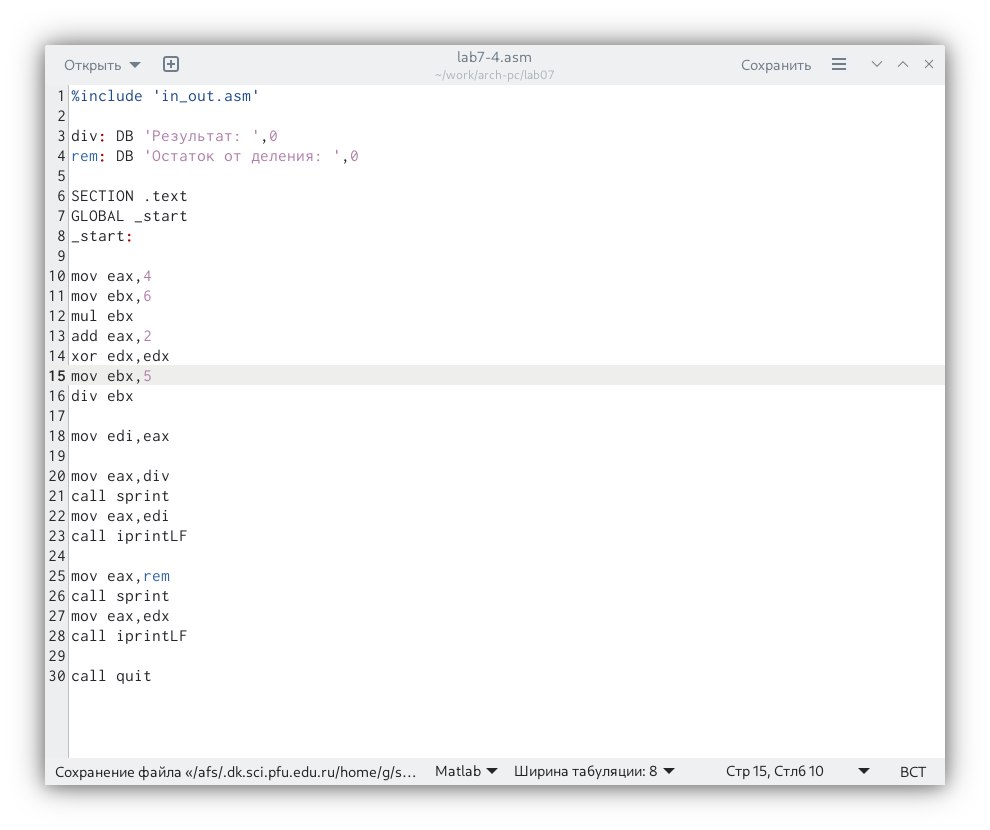 Открыть
lab7-4.asm
~/work/arch-pc/lab07
Сохранить
1 %include 'in_out.asm'
2
3 div: DB 'Результат: ',0
4 rem: DB 'Остаток от деления: ',0
5
6 SECTION .text
7 GLOBAL _start
8 _start:
9
10 mov eax,4
11 mov ebx,6
12 mul ebx
13 add eax,2
14 xor edx,edx
15 mov ebx,5
16 div ebx
17
18 mov edi,eax
19
20 mov eax,div
21 call sprint
22 mov eax,edi
23 call iprintLF
24
25 mov eax,rem
26 call sprint
27 mov eax,edx
28 call iprintLF
29
30 call quit
Сохранение файла «/afs/.dk.sci.pfu.edu.ru/home/g/s… Matlab Ширина табуляции: 8 Стр 15, Стлб 10 ВСТ